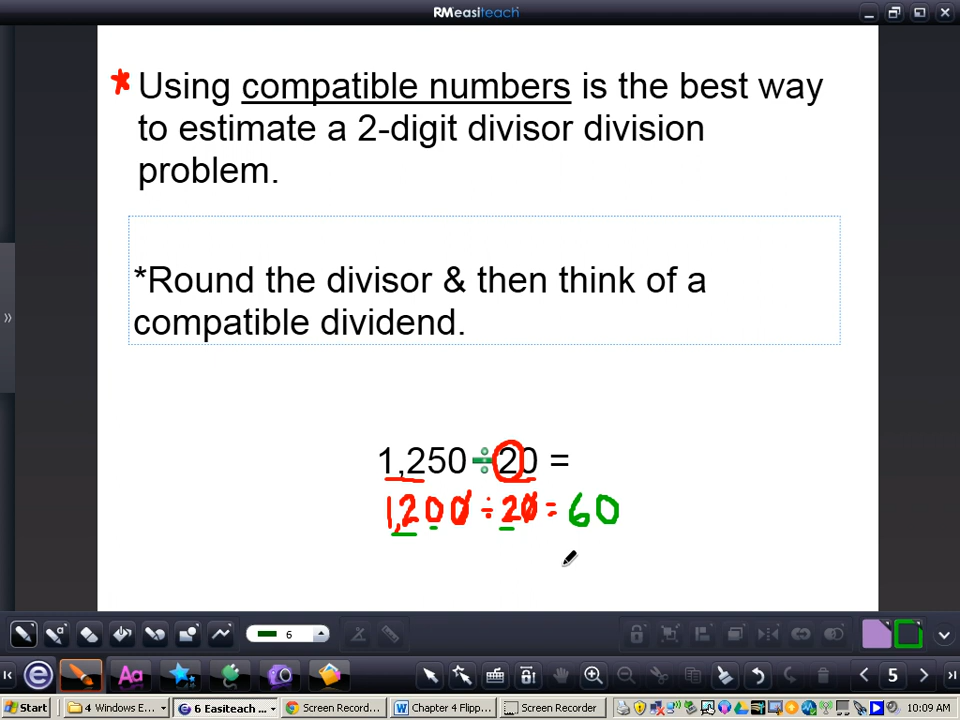 RMeasiteach
* Using compatible numbers is the best way
to estimate a 2-digit divisor division
problem.
*Round the divisor & then think of a
compatible dividend.
1,250 ÷ 20 =
1,200 ÷ 20 = 60
6
Aa
5
Start
4 Windows E...
6 Easiteach ...
Screen Record...
Chapter 4 Flipp...
Screen Recorder
10:09 AM